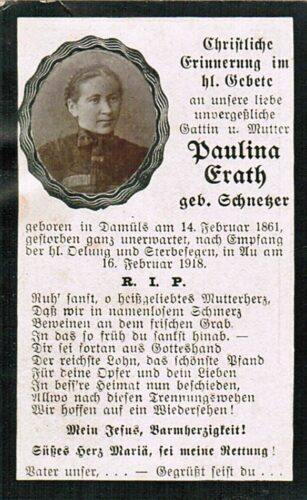 Christliche
Erinnerung im
hl. Gebete
an unsere liebe
unvergeßliche
Gattin u. Mutter
Paulina
Erath
geb. Schnetzer
geboren in Damüls am 14. Februar 1861,
gestorben ganz unerwartet, nach Empfang
der hl. Oelung und Sterbesegen, in Au am
16. Februar 1918.
R. I. P.
Ruh' sanft, o heißgeliebtes Mutterherz,
Daß wir in namenlosem Schmerz
Beweinen an dem frischen Grab.
In das so früh du sankst hinab. —
Dir sei fortan aus Gotteshand
Der reichste Lohn, das schönste Pfand
Für deine Opfer und dein Lieben
In bess're Heimat nun beschieden,
Allwo nach diesen Trennungswehen
Wir hoffen auf ein Wiedersehen!
Mein Jesus, Barmherzigkeit!
Süßes Herz Mariä, sei meine Rettung!
Vater unser, . . . — Gegrüßt seist du . . .